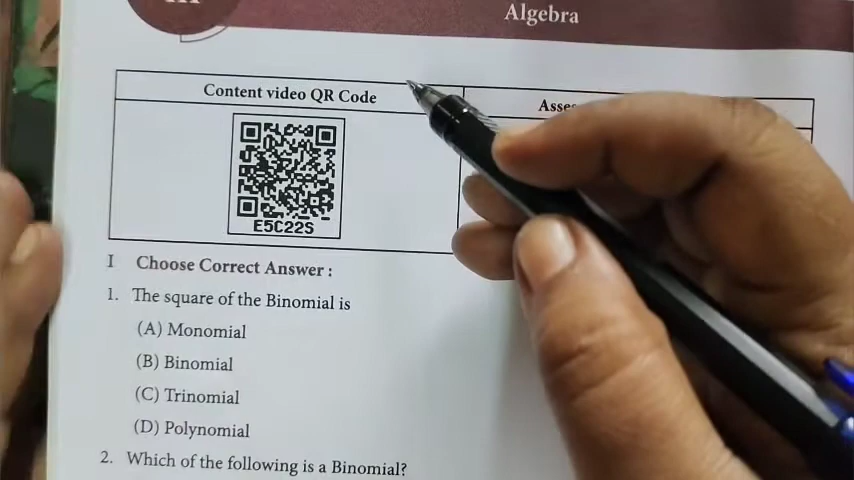 Algebra
Content video QR Code
E5C22S
I Choose Correct Answer :
1. The square of the Binomial is
(A) Monomial
(B) Binomial
(C) Trinomial
(D) Polynomial
2. Which of the following is a Binomial?